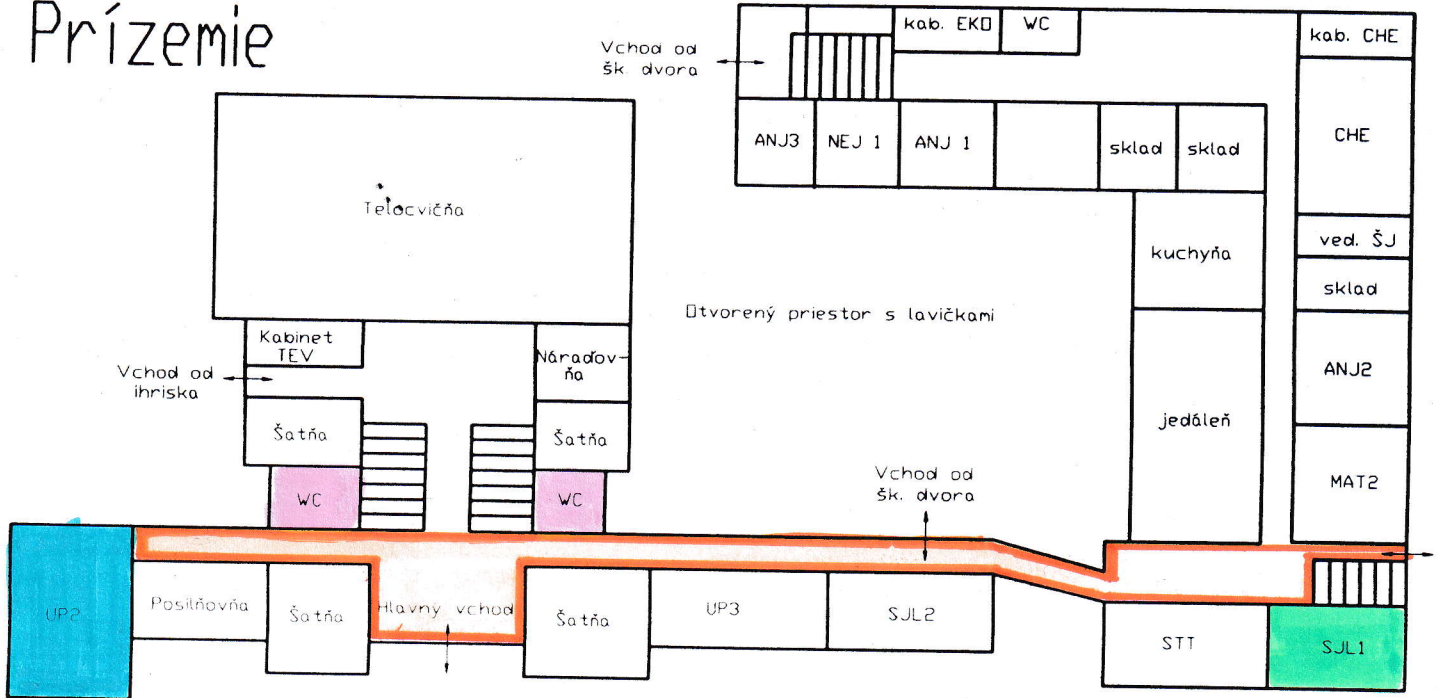 Prízemie
Vchod od
šk. dvora
kab. EKO
WC
kab. CHE
ANJ3
NEJ 1
ANJ 1
sklad
sklad
CHE
Telocvičňa
kuchyňa
ved. ŠJ
sklad
Otvorený priestor s lavičkami
Kabinet
TEV
Náraďov-
ňa
Vchod od
ihriska
ANJ2
Šatňa
Šatňa
jedáleň
WC
WC
Vchod od
šk. dvora
MAT2
UP2
Posilňovňa
Šatňa
Hlavný vchod
Šatňa
UP3
SJL2
STT
SJL1